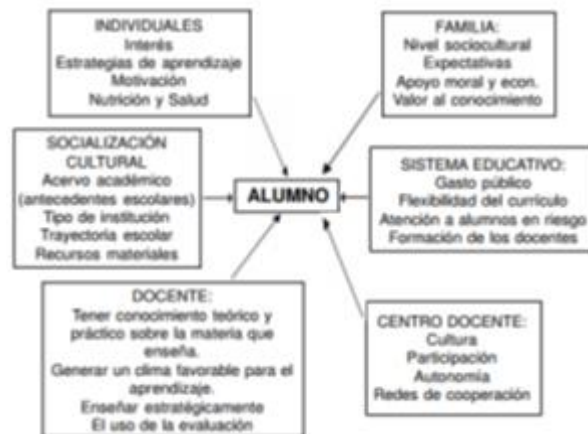 INDIVIDUALES
Interés
Estrategias de aprendizaje
Motivación
Nutrición y Salud
FAMILIA:
Nivel sociocultural
Expectativas
Apoyo moral y econ.
Valor al conocimiento
SOCIALIZACIÓN
CULTURAL
Acervo académico
(antecedentes escolares)
Tipo de institución
Trayectoria escolar
Recursos materiales
ALUMNO
SISTEMA EDUCATIVO:
Gasto público
Flexibilidad del currículo
Atención a alumnos en riesgo
Formación de los docentes
DOCENTE:
Tener conocimiento teórico y
práctico sobre la materia que
enseña.
Generar un clima favorable para el
aprendizaje.
Enseñar estratégicamente
El uso de la evaluación
CENTRO DOCENTE:
Cultura
Participación
Autonomía
Redes de cooperación